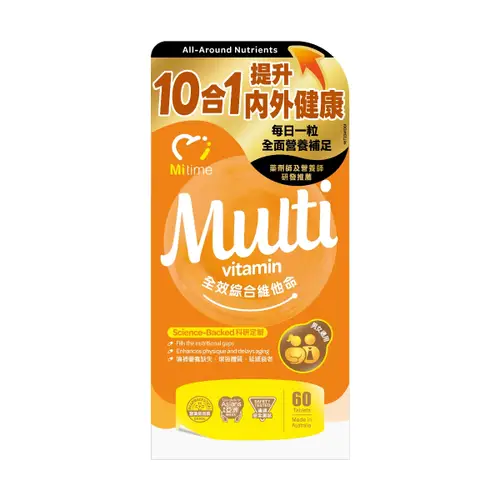 All-Around Nutrients
10合1
提升
內外健康
每日一粒
全面營養補足
藥劑師及營養師
研發推薦
Mitime
Multi
vitamin
全效綜合維他命
Science-Backed 科研定制
Fills the nutritional gaps
Enhances physique and delays aging
60
Tablets
Made in
Australia